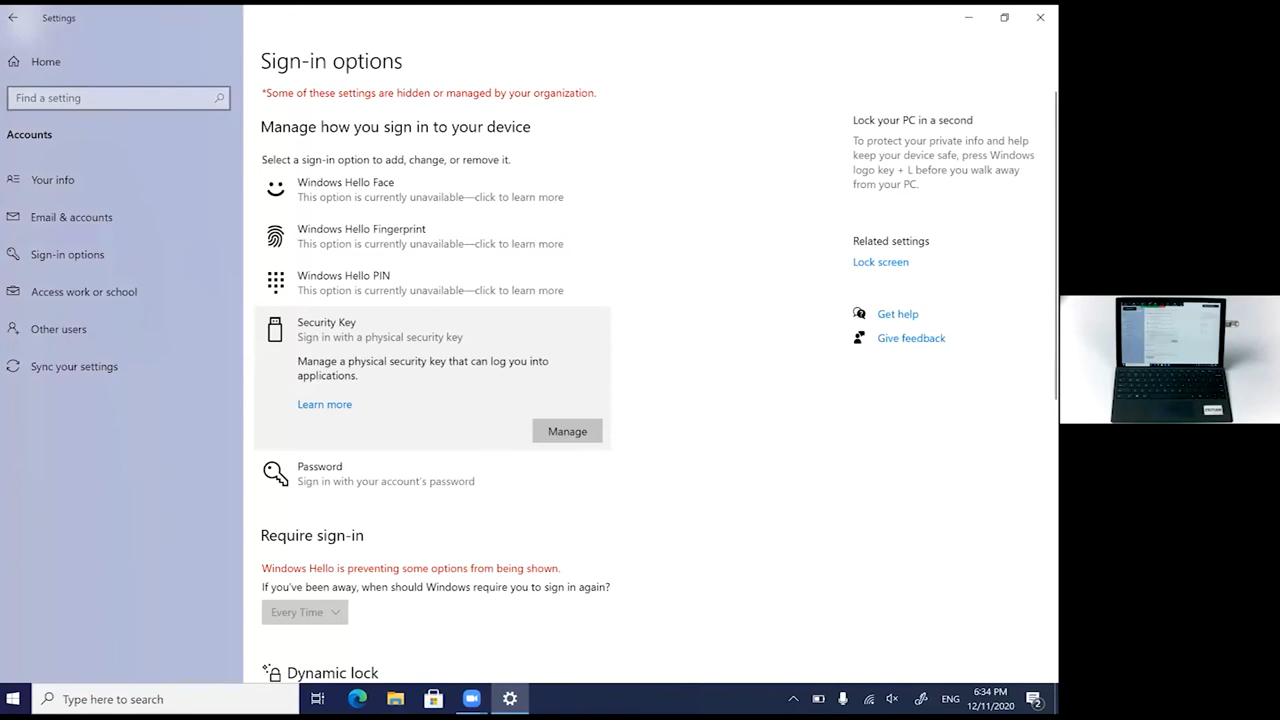 Settings
Home
Find a setting
Accounts
Your info
Email & accounts
Sign-in options
Access work or school
Other users
Sync your settings
Sign-in options
*Some of these settings are hidden or managed by your organization.
Manage how you sign in to your device
Select a sign-in option to add, change, or remove it.
Windows Hello Face
This option is currently unavailable—click to learn more
Windows Hello Fingerprint
This option is currently unavailable—click to learn more
Windows Hello PIN
This option is currently unavailable—click to learn more
Security Key
Sign in with a physical security key
Manage a physical security key that can log you into
applications.
Learn more
Manage
Password
Sign in with your account's password
Require sign-in
Windows Hello is preventing some options from being shown.
If you've been away, when should Windows require you to sign in again?
Every Time
Dynamic lock
Lock your PC in a second
To protect your private info and help
keep your device safe, press Windows
logo key + L before you walk away
from your PC.
Related settings
Lock screen
Get help
Give feedback
Type here to search
ENG
6:34 PM
12/11/2020
2